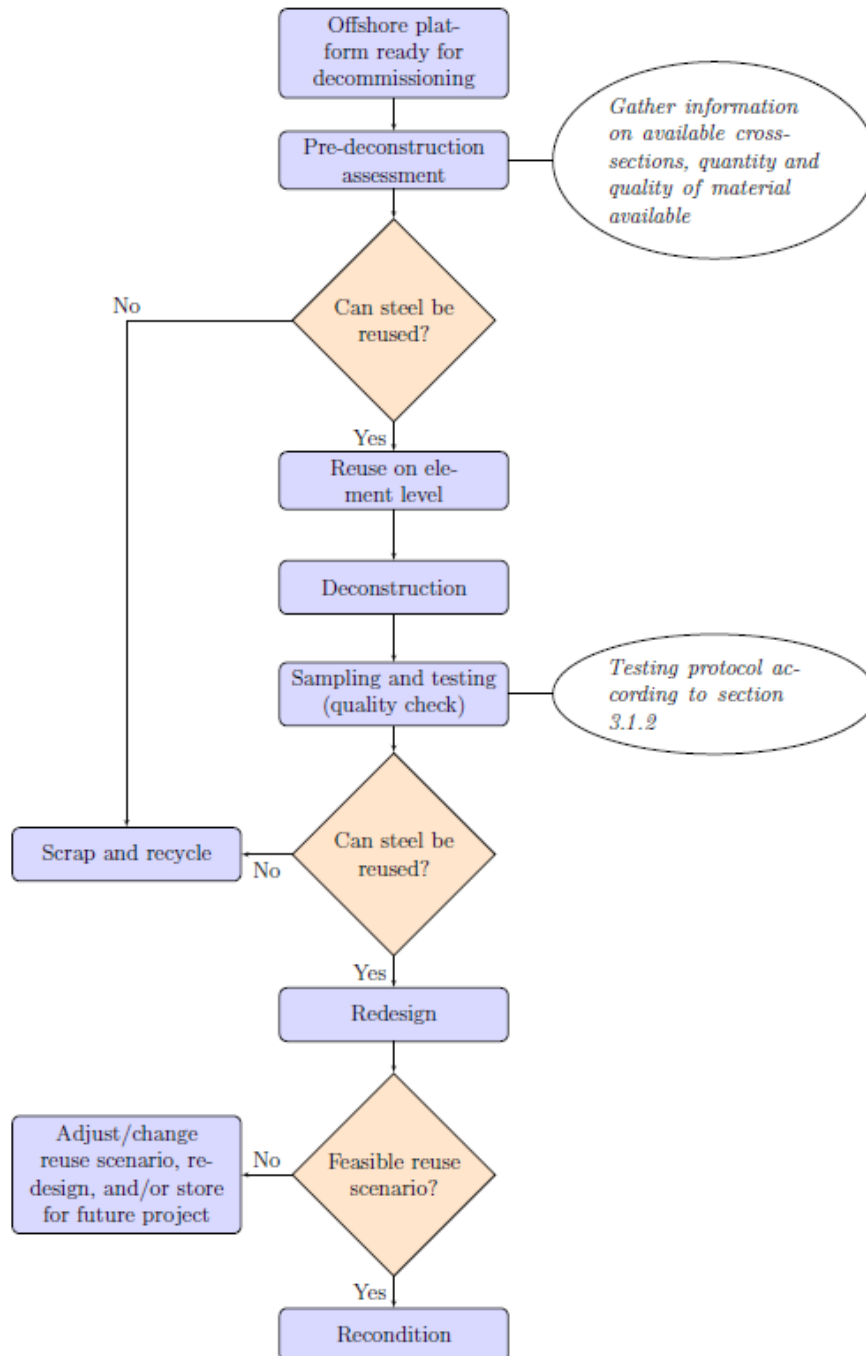 Offshore plat-
form ready for
decommissioning
Gather information
on available cross-
sections, quantity and
quality of material
available
Pre-deconstruction
assessment
No
Can steel be
reused?
Yes
Reuse on ele-
ment level
Deconstruction
Sampling and testing
(quality check)
Testing protocol ac-
cording to section
3.1.2
Can steel be
reused?
No
Scrap and recycle
Yes
Redesign
Feasible reuse
scenario?
No
Adjust/change
reuse scenario, re-
design, and/or store
for future project
Yes
Recondition